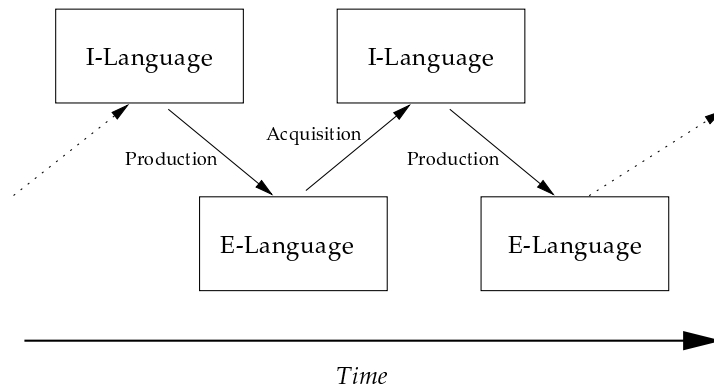 I-Language
I-Language
Acquisition
Production
Production
E-Language
E-Language
Time